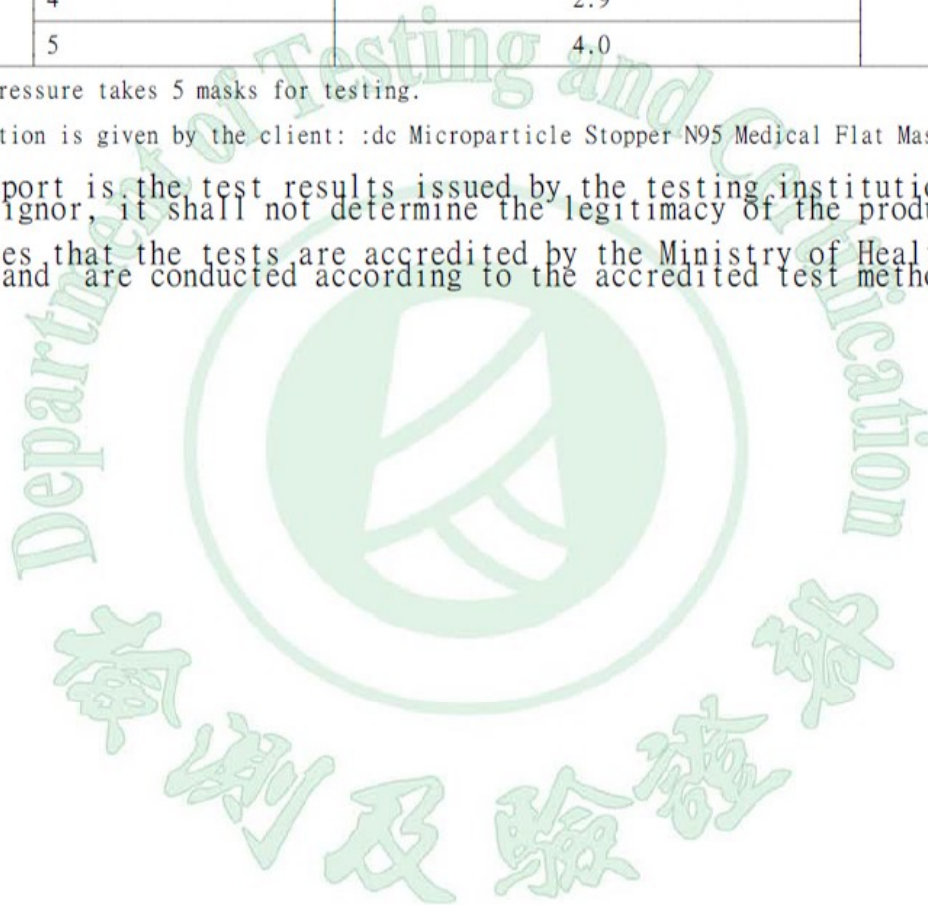 4 2.9
5 4.0
ressure takes 5 masks for testing.
tion is given by the client: :dc Microparticle Stopper N95 Medical Flat Mas
port is the test results issued by the testing instituti
ignor, it shall not determine the legitimacy of the produ
es that the tests are accredited by the Ministry of Heal
and are conducted according to the accredited test metho
Department of Testing and Certification
檢測及驗證部